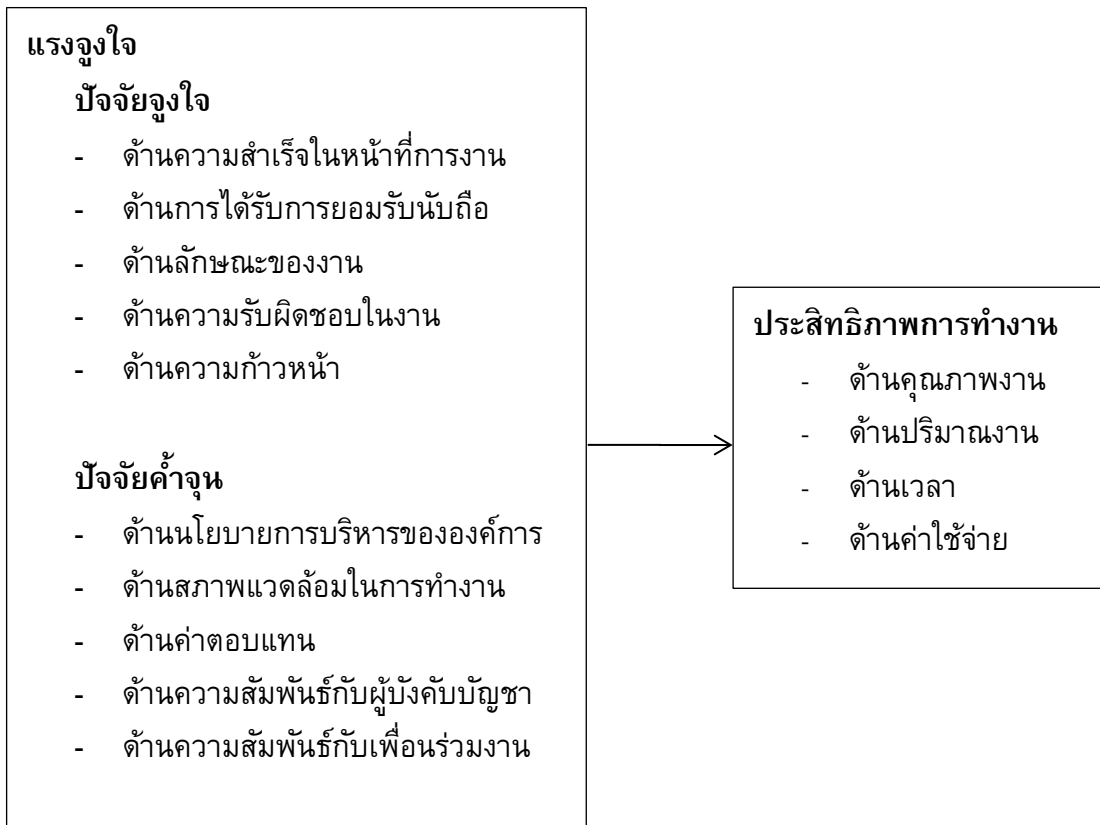 แรงจูงใจ
ปัจจัยจูงใจ
- ด้านความสำเร็จในหน้าที่การงาน
- ด้านการได้รับการยอมรับนับถือ
- ด้านลักษณะของงาน
- ด้านความรับผิดชอบในงาน
- ด้านความก้าวหน้า
ปัจจัยค้ำจุน
- ด้านนโยบายการบริหารขององค์การ
- ด้านสภาพแวดล้อมในการทำงาน
- ด้านค่าตอบแทน
- ด้านความสัมพันธ์กับผู้บังคับบัญชา
- ด้านความสัมพันธ์กับเพื่อนร่วมงาน
ประสิทธิภาพการทำงาน
- ด้านคุณภาพงาน
- ด้านปริมาณงาน
- ด้านเวลา
- ด้านค่าใช้จ่าย